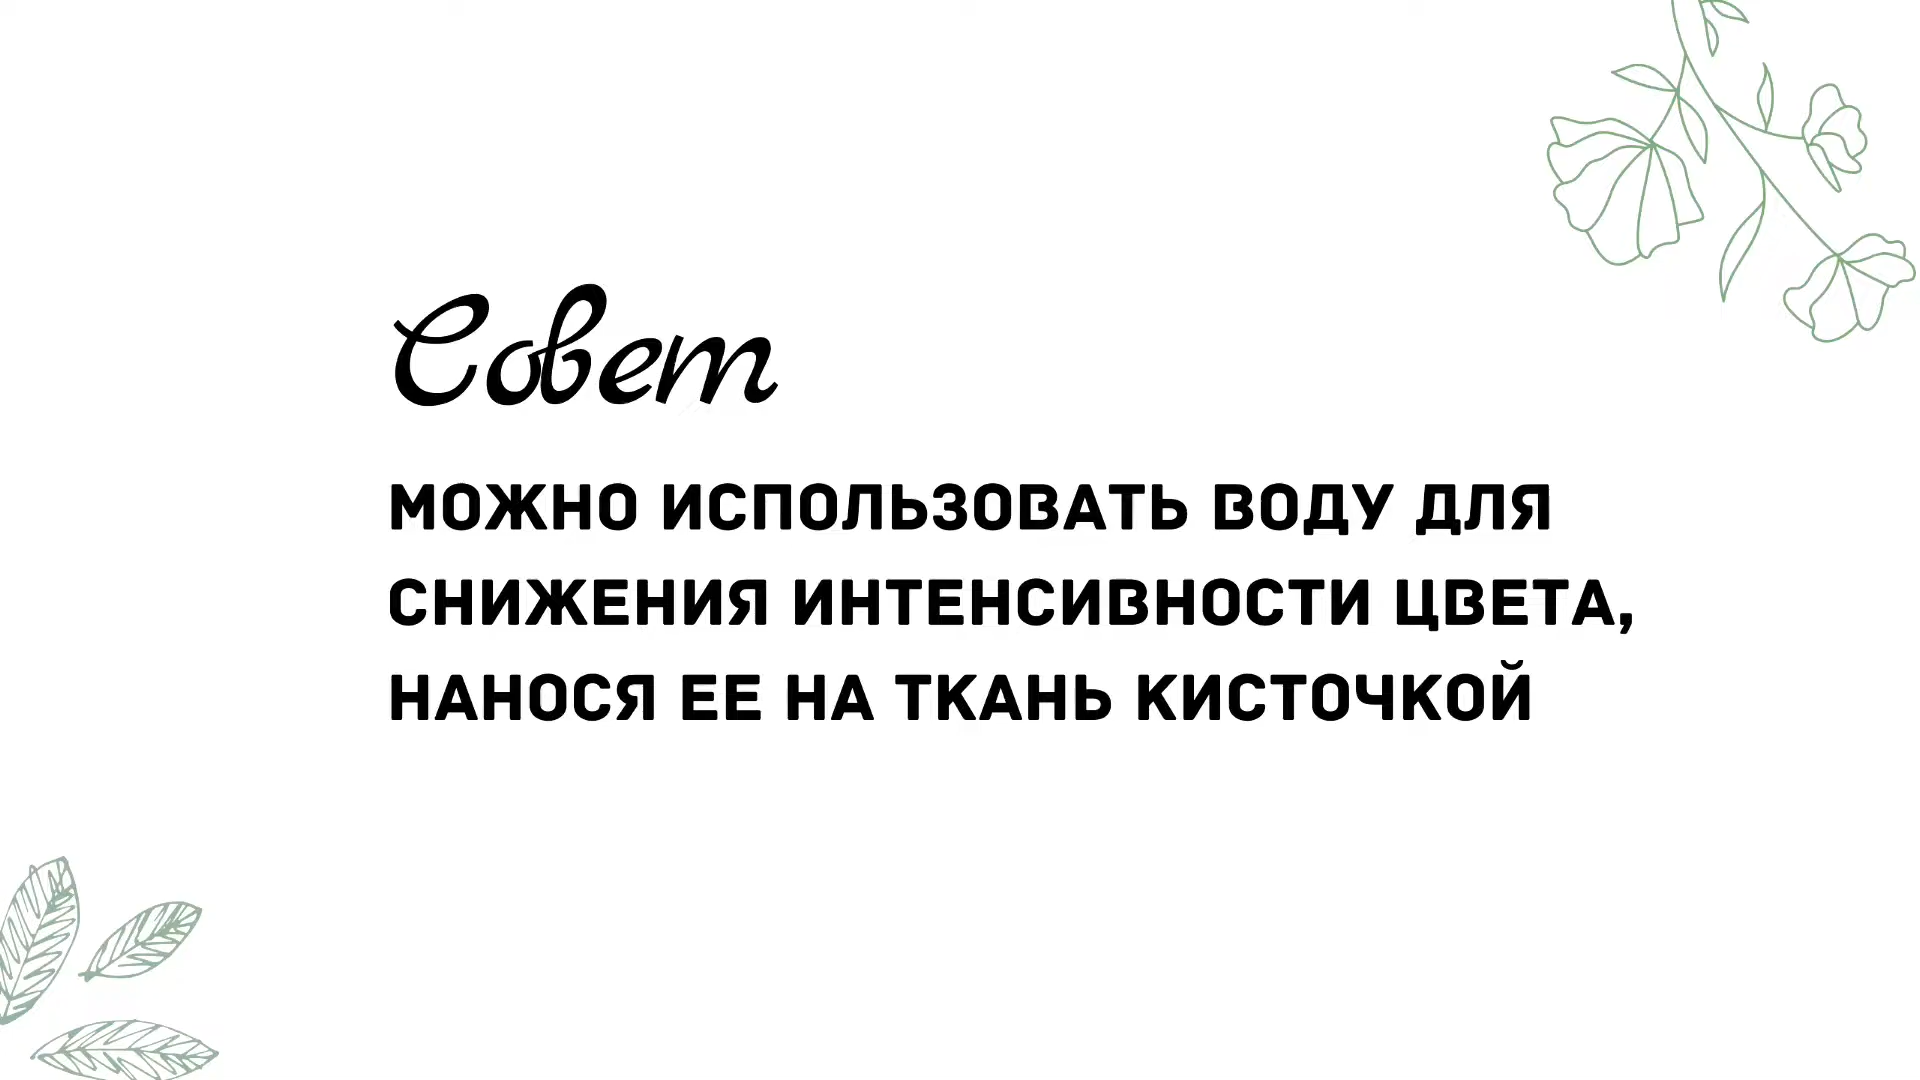 Совет
МОЖНО ИСПОЛЬЗОВАТЬ ВОДУ ДЛЯ
СНИЖЕНИЯ ИНТЕНСИВНОСТИ ЦВЕТА,
НАНОСЯ ЕЕ НА ТКАНЬ КИСТОЧКОЙ